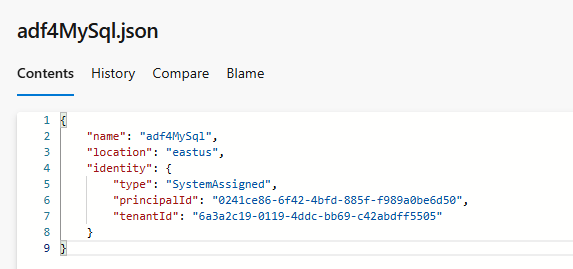 adf4MySql.json
Contents History Compare Blame
1 {
2 "name": "adf4MySql",
3 "location": "eastus",
4 "identity": {
5 "type": "SystemAssigned",
6 "principalId": "0241ce86-6f42-4bfd-885f-f989a0be6d50",
7 "tenantId": "6a3a2c19-0119-4ddc-bb69-c42abdff5505"
8 }
9 }